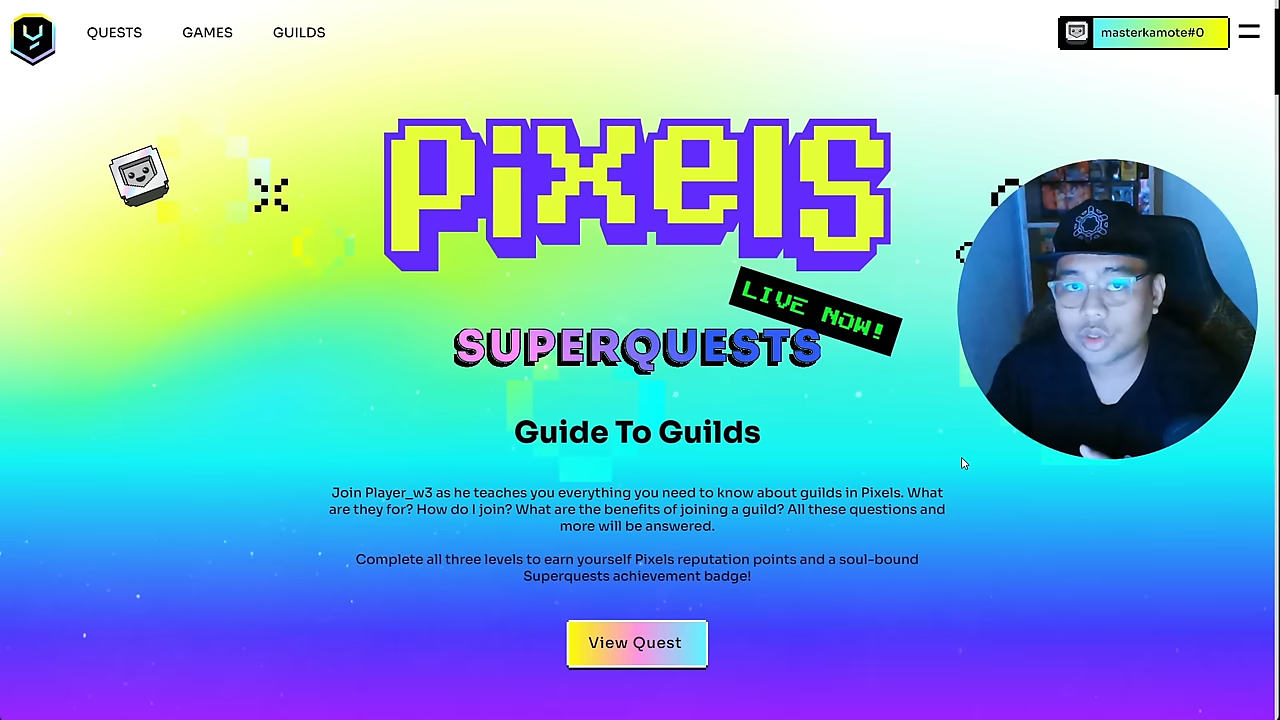 QUESTS GAMES GUILDS masterkamote#0
pixels
LIVE NOW!
SUPERQUESTS
Guide To Guilds
Join Player_w3 as he teaches you everything you need to know about guilds in Pixels. What
are they for? How do I join? What are the benefits of joining a guild? All these questions and
more will be answered.
Complete all three levels to earn yourself Pixels reputation points and a soul-bound
Superquests achievement badge!
View Quest